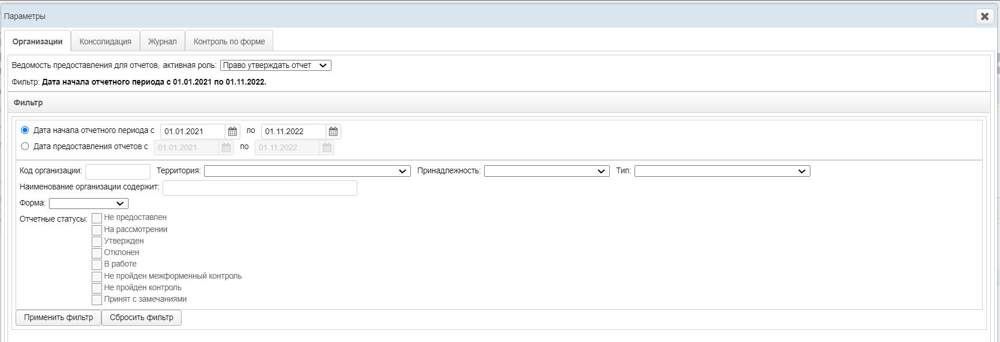 Параметры
Организации Консолидация Журнал Контроль по форме
Ведомость предоставления для отчетов, активная роль: Право утверждать отчет
Фильтр: Дата начала отчетного периода с 01.01.2021 по 01.11.2022.
Фильтр
Дата начала отчетного периода с 01.01.2021 по 01.11.2022
Дата предоставления отчетов с 01.01.2021 по 01.11.2022
Код организации: Территория: Принадлежность: Тип:
Наименование организации содержит:
Форма:
Отчетные статусы: Не предоставлен
На рассмотрении
Утвержден
Отклонен
В работе
Не пройден межформенный контроль
Не пройден контроль
Принят с замечаниями
Применить фильтр Сбросить фильтр